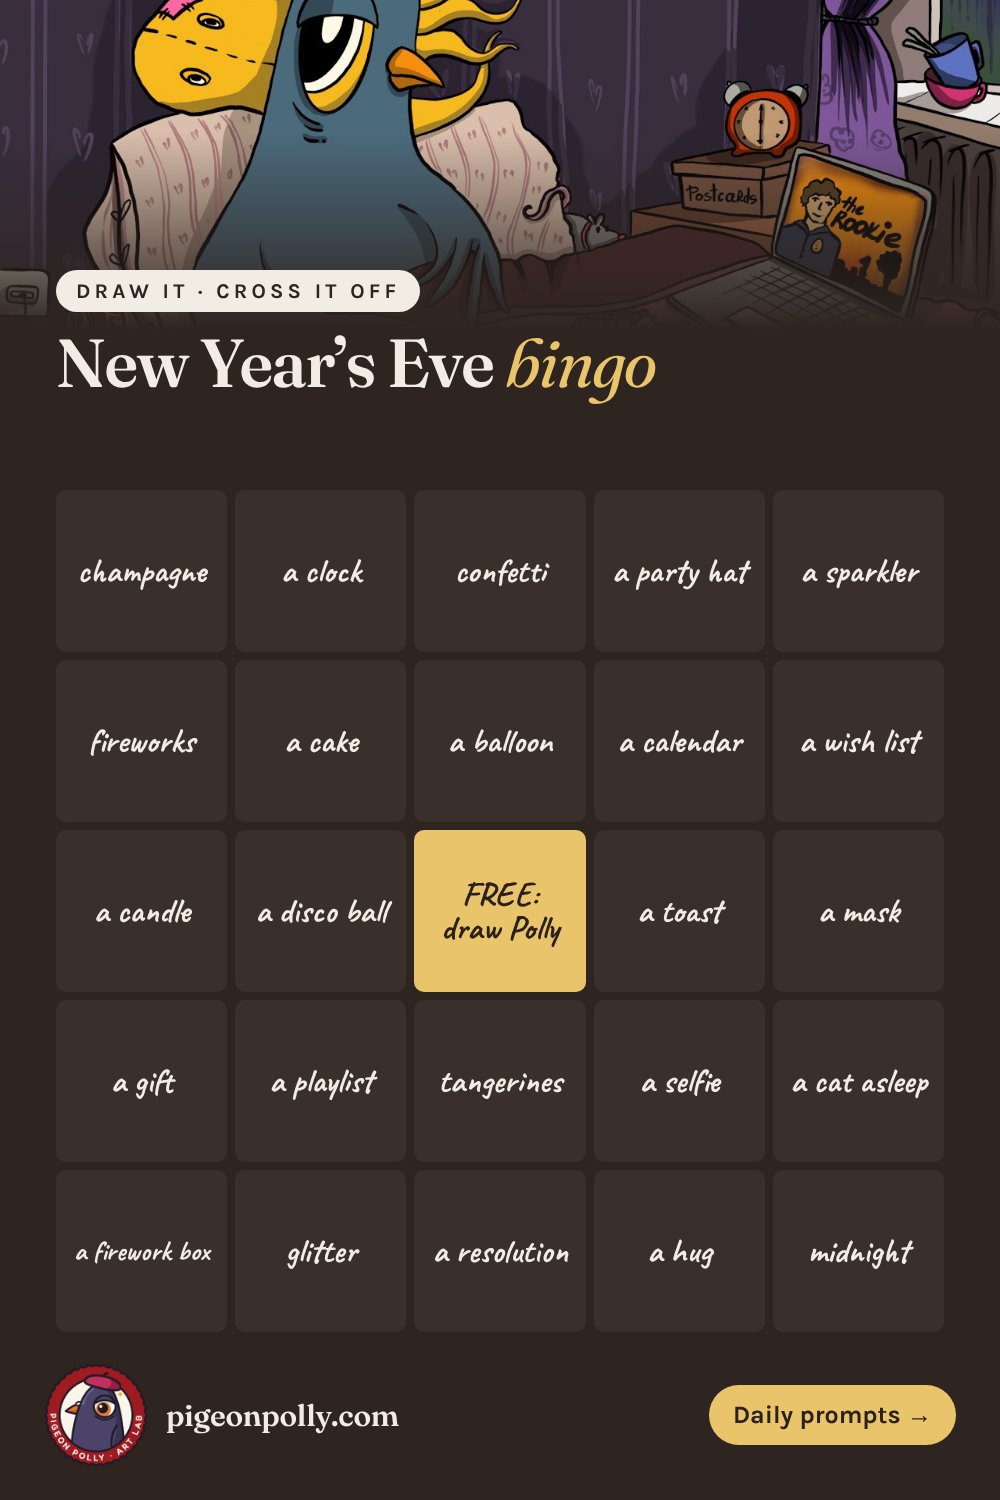 Postcards
the
ROOKIE
DRAW IT · CROSS IT OFF
New Year's Eve bingo
champagne
a clock
confetti
a party hat
a sparkler
fireworks
a cake
a balloon
a calendar
a wish list
a candle
a disco ball
FREE:
draw Polly
a toast
a mask
a gift
a playlist
tangerines
a selfie
a cat asleep
a firework box
glitter
a resolution
a hug
midnight
PIGEON POLLY · ART LAB
pigeonpolly.com
Daily prompts →